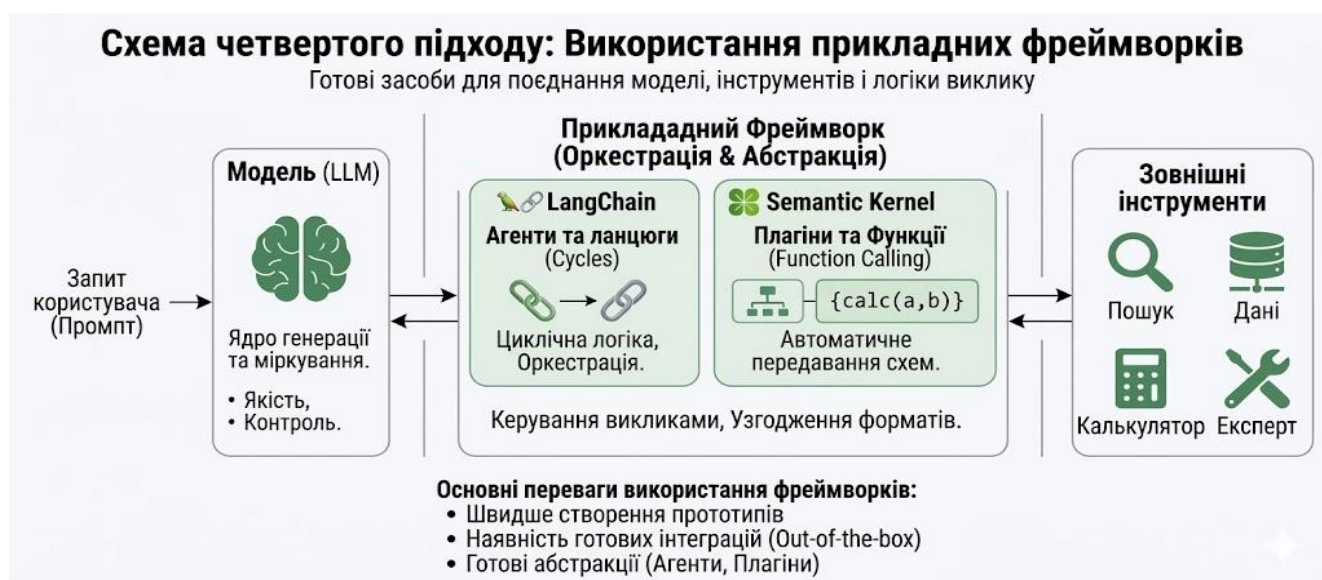 Схема четвертого підходу: Використання прикладних фреймворків
Готові засоби для поєднання моделі, інструментів і логіки виклику
Запит
користувача
(Промпт)
Модель (LLM)
Ядро генерації
та міркування.
• Якість,
• Контроль.
Приклададний Фреймворк
(Оркестрація & Абстракція)
LangChain
Агенти та ланцюги
(Cycles)
Циклічна логіка,
Оркестрація.
Semantic Kernel
Плагіни та Функції
(Function Calling)
{calc(a,b)}
Автоматичне
передавання схем.
Керування викликами, Узгодження форматів.
Зовнішні
інструменти
Пошук
Дані
Калькулятор
Експерт
Основні переваги використання фреймворків:
• Швидше створення прототипів
• Наявність готових інтеграцій (Out-of-the-box)
• Готові абстракції (Агенти, Плагіни)